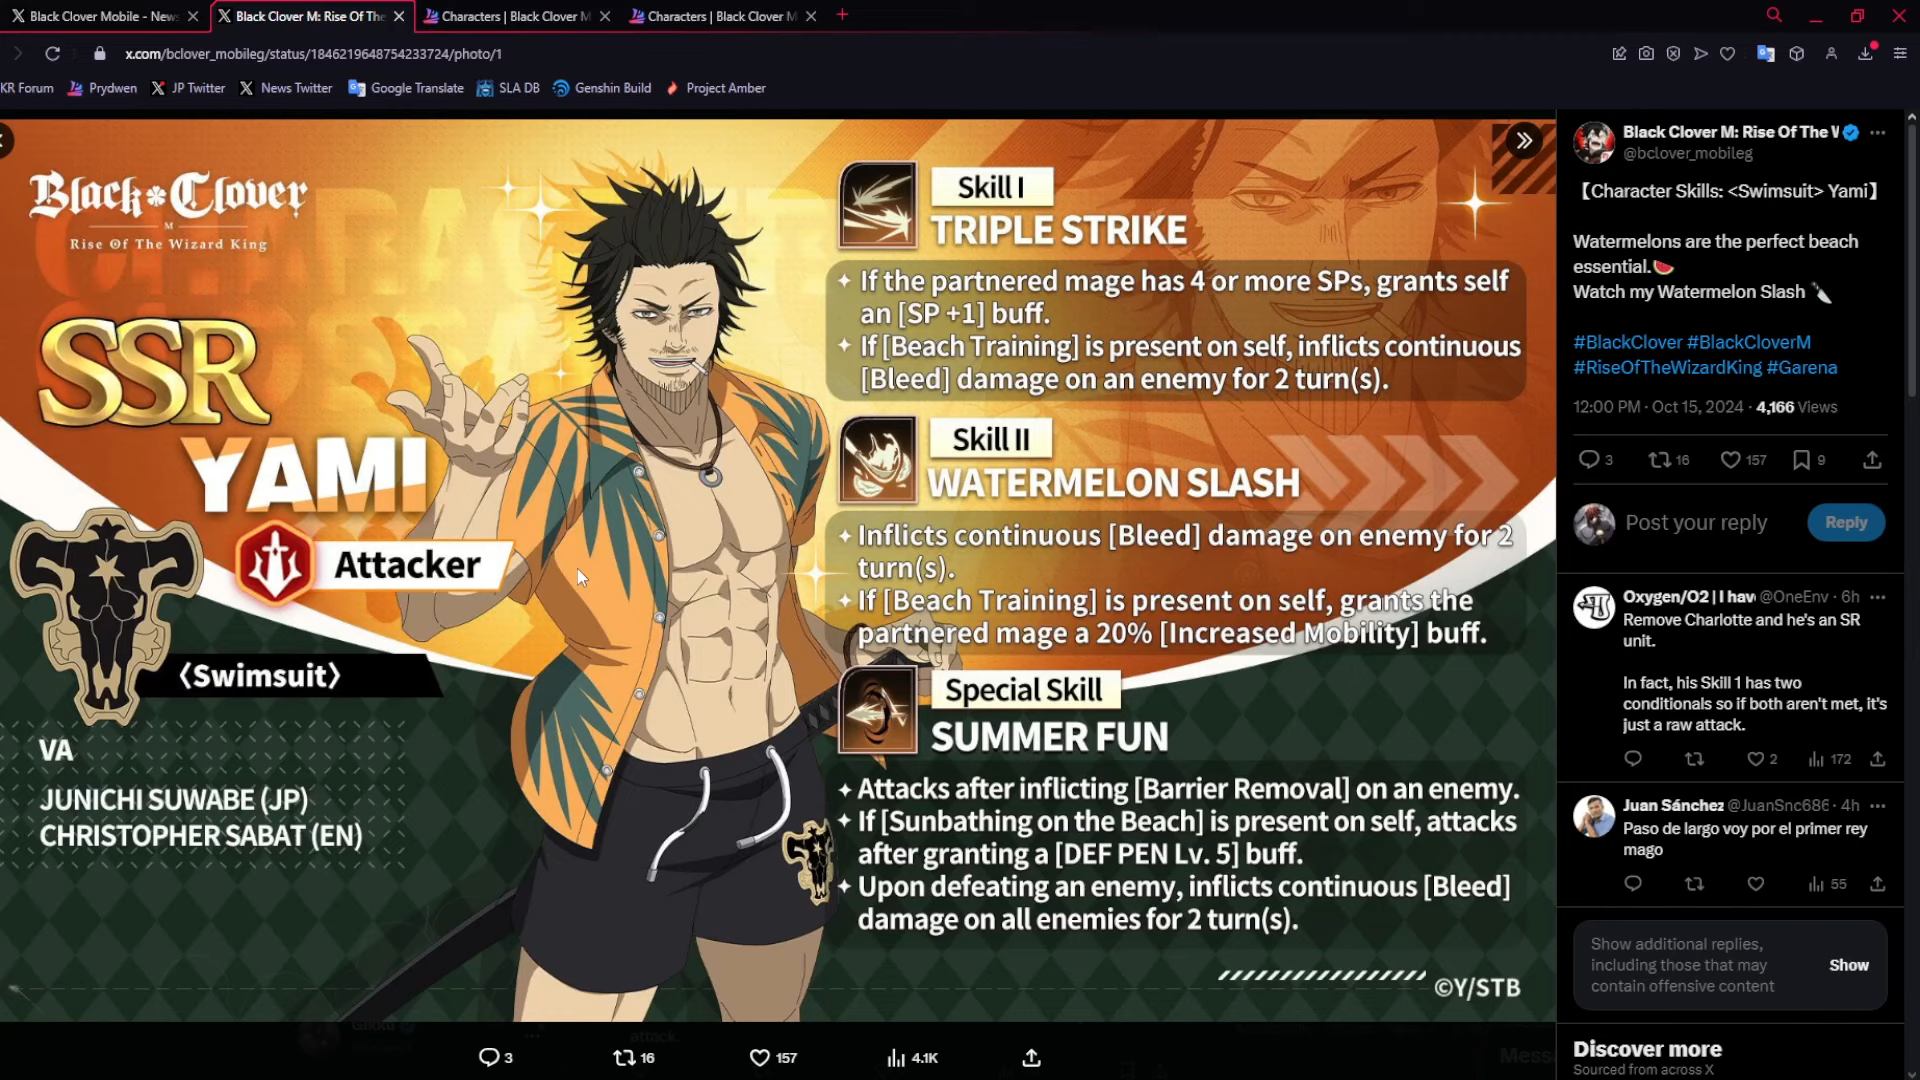 Black Clover Mobile - News
Black Clover M: Rise Of The
Characters | Black Clover M
Characters | Black Clover M
x.com/bclover_mobileg/status/1846219648754233724/photo/1
KR Forum
Prydwen
JP Twitter
News Twitter
Google Translate
SLA DB
Genshin Build
Project Amber
Black Clover
M
Rise Of The Wizard King
SSR
YAMI
Attacker
〈Swimsuit〉
VA
JUNICHI SUWABE (JP)
CHRISTOPHER SABAT (EN)
Skill I
TRIPLE STRIKE
If the partnered mage has 4 or more SPs, grants self
an [SP +1] buff.
If [Beach Training] is present on self, inflicts continuous
[Bleed] damage on an enemy for 2 turn(s).
Skill II
WATERMELON SLASH
Inflicts continuous [Bleed] damage on enemy for 2
turn(s).
If [Beach Training] is present on self, grants the
partnered mage a 20% [Increased Mobility] buff.
Special Skill
SUMMER FUN
Attacks after inflicting [Barrier Removal] on an enemy.
If [Sunbathing on the Beach] is present on self, attacks
after granting a [DEF PEN Lv. 5] buff.
Upon defeating an enemy, inflicts continuous [Bleed]
damage on all enemies for 2 turn(s).
©Y/STB
3
16
157
4.1K
Black Clover M: Rise Of The W
@bclover_mobileg
【Character Skills: <Swimsuit> Yami】
Watermelons are the perfect beach
essential.🍉
Watch my Watermelon Slash 🔪
#BlackClover #BlackCloverM
#RiseOfTheWizardKing #Garena
12:00 PM · Oct 15, 2024 · 4,166 Views
3
16
157
9
Post your reply
Reply
Oxygen/O2 | I have @OneEnv · 6h
Remove Charlotte and he's an SR
unit.
In fact, his Skill 1 has two
conditionals so if both aren't met, it's
just a raw attack.
2
172
Juan Sánchez @JuanSnc686 · 4h
Paso de largo voy por el primer rey
mago
55
Show additional replies,
including those that may
contain offensive content
Show
Discover more
Sourced from across X